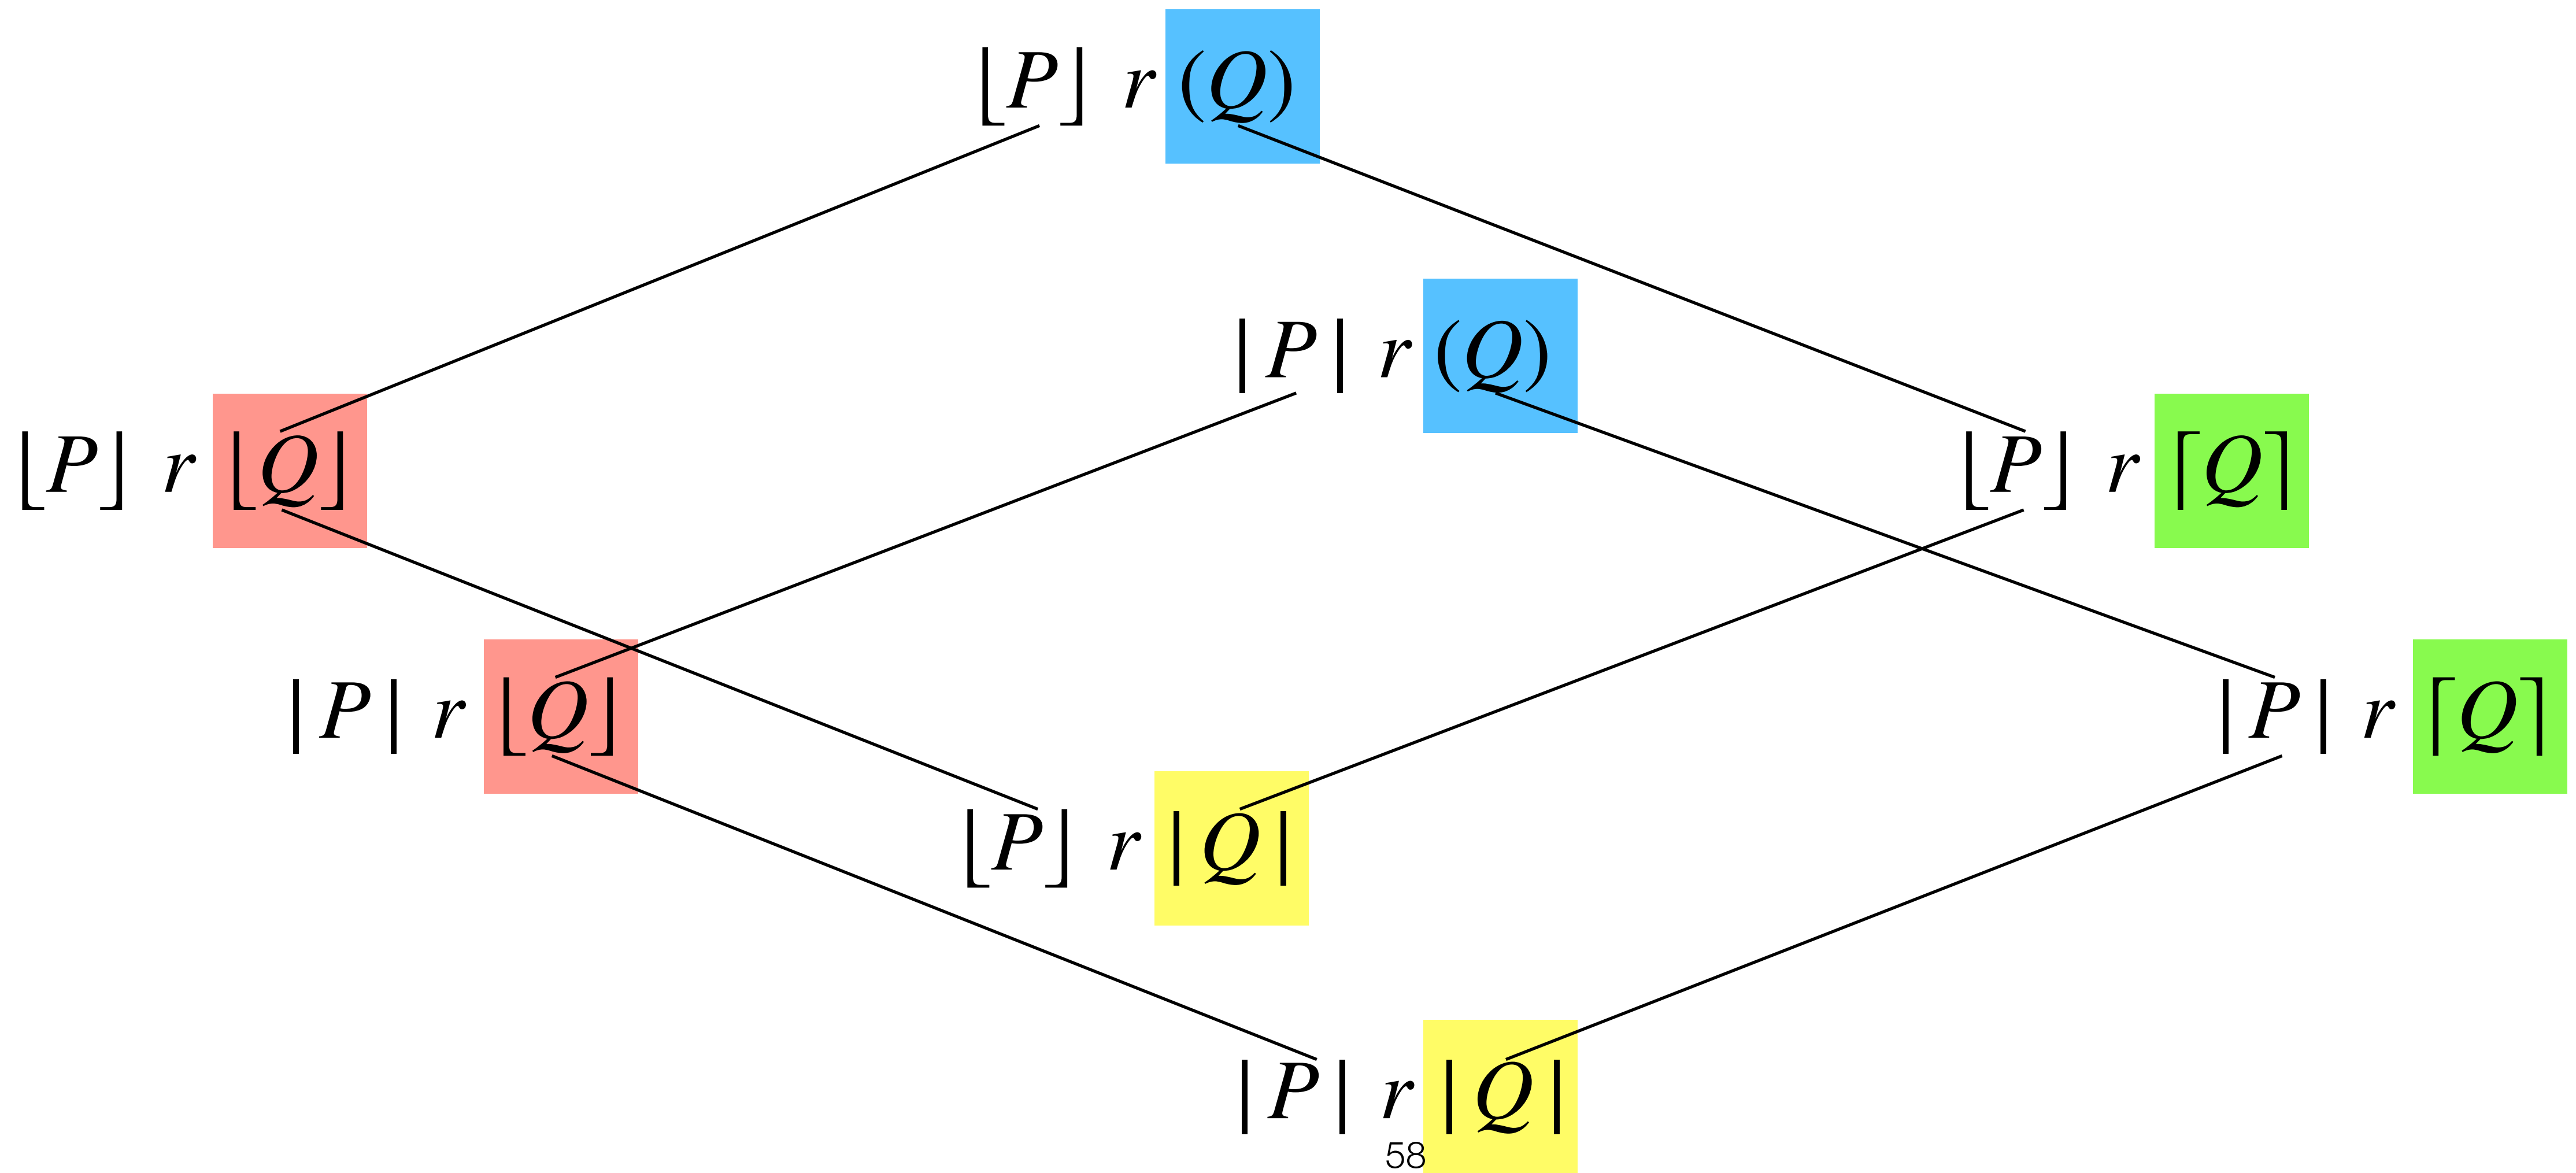 ⌊P⌋ r (Q)
|P| r (Q)
⌊P⌋ r ⌊Q⌋
⌊P⌋ r ⌈Q⌉
|P| r ⌊Q⌋
|P| r ⌈Q⌉
⌊P⌋ r |Q|
|P| r |Q|
58